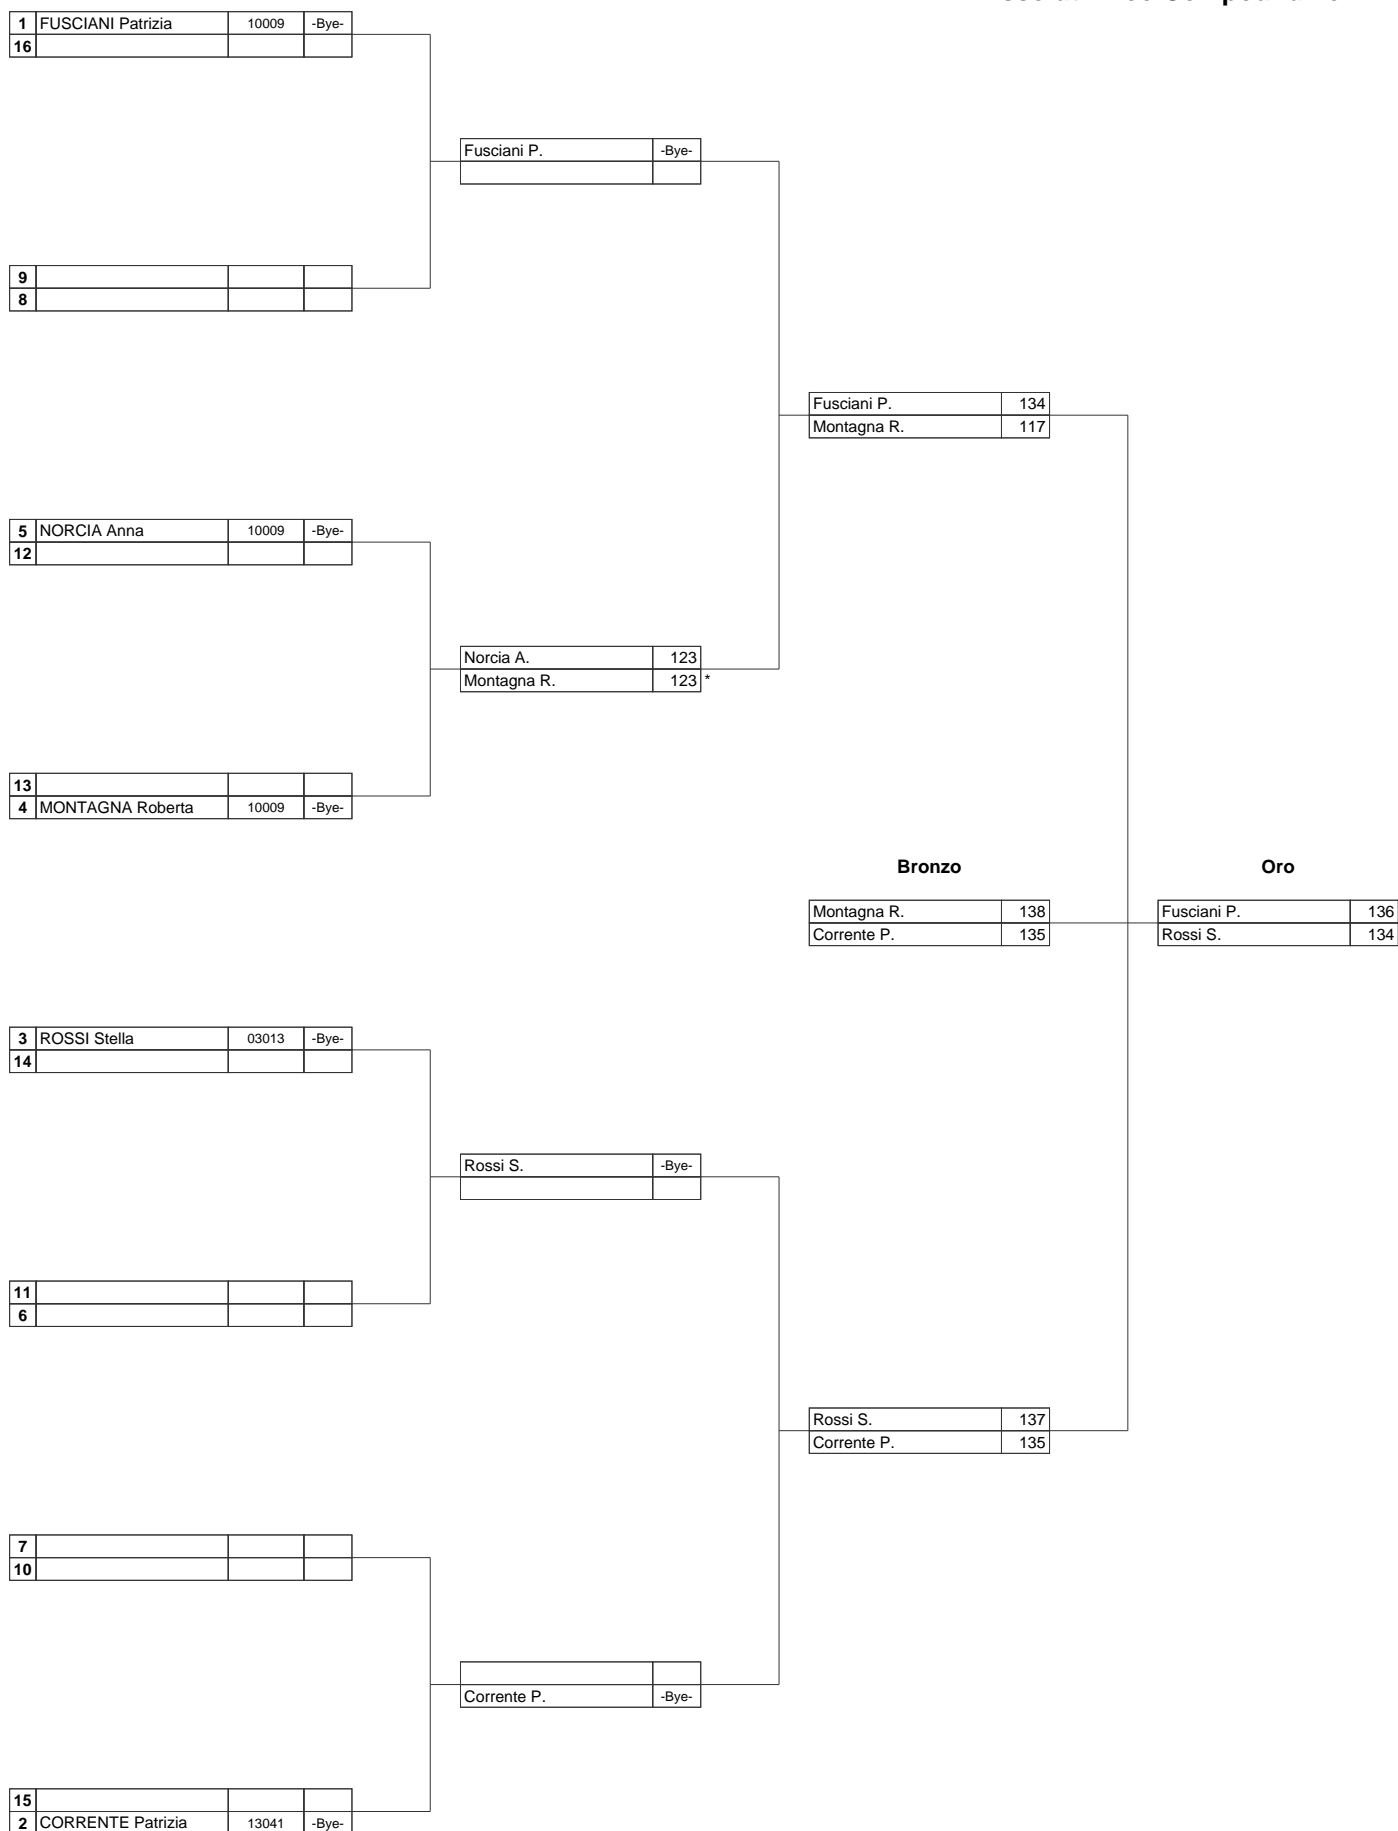 1 FUSCIANI Patrizia 10009 -Bye-
16
Fusciani P. -Bye-
9
8
Fusciani P. 134
Montagna R. 117
5 NORCIA Anna 10009 -Bye-
12
Norcia A. 123
Montagna R. 123 *
13
4 MONTAGNA Roberta 10009 -Bye-
Bronzo Oro
Montagna R. 138 Fusciani P. 136
Corrente P. 135 Rossi S. 134
3 ROSSI Stella 03013 -Bye-
14
Rossi S. -Bye-
11
6
Rossi S. 137
Corrente P. 135
7
10
Corrente P. -Bye-
15
2 CORRENTE Patrizia 13041 -Bye-